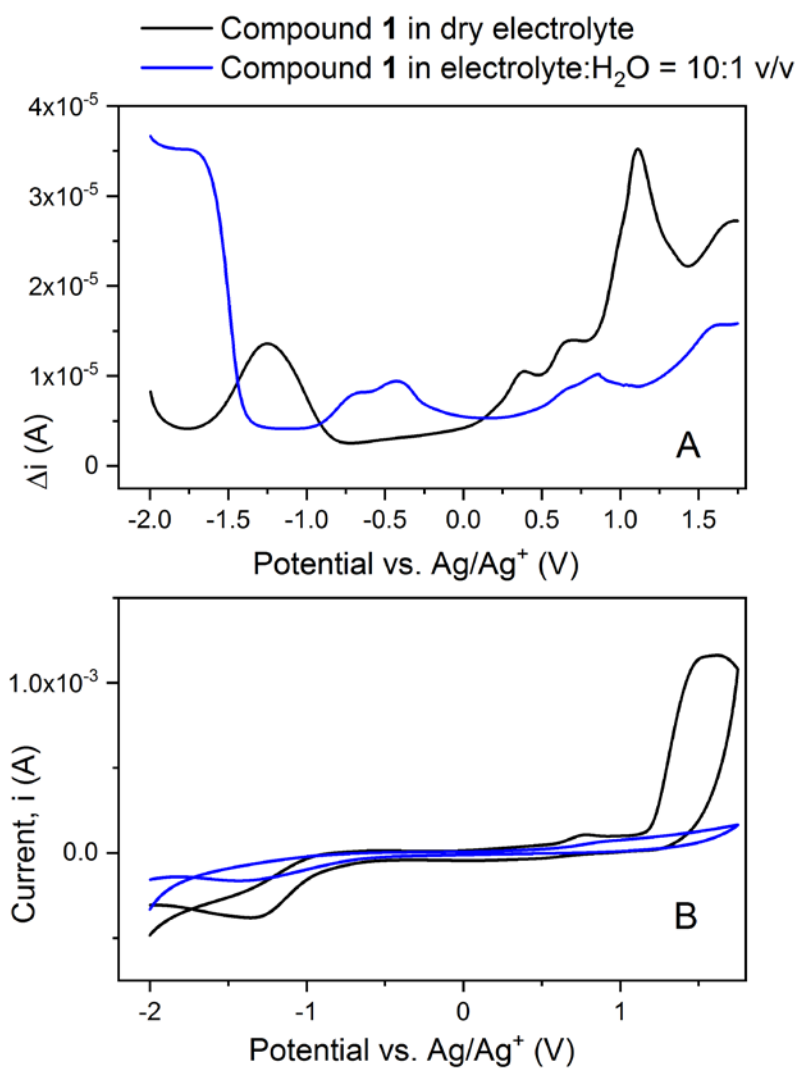 Compound 1 in dry electrolyte
Compound 1 in electrolyte:H₂O = 10:1 v/v
4x10⁻⁵
3x10⁻⁵
2x10⁻⁵
1x10⁻⁵
0
Δi (A)
A
-2.0 -1.5 -1.0 -0.5 0.0 0.5 1.0 1.5
Potential vs. Ag/Ag⁺ (V)
1.0x10⁻³
0.0
Current, i (A)
B
-2 -1 0 1
Potential vs. Ag/Ag⁺ (V)